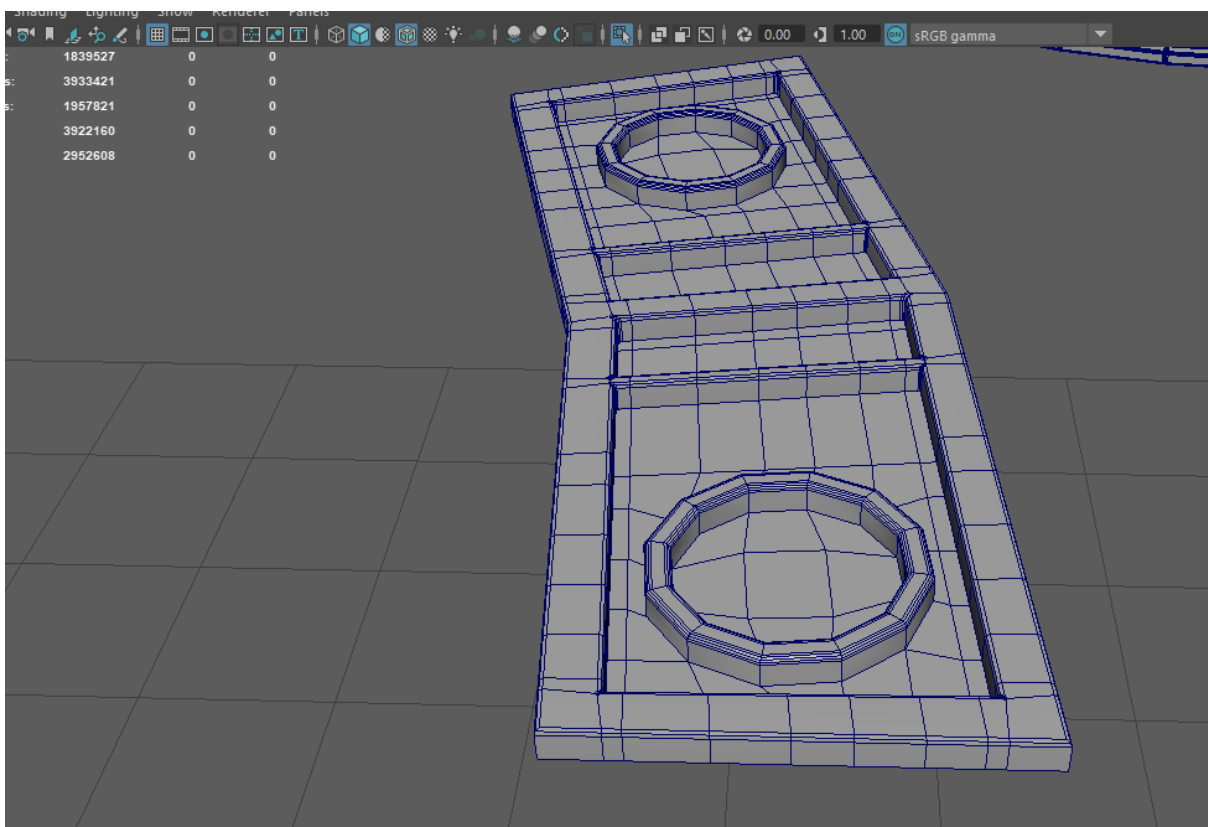 Shading Lighting Show Renderer Panels
0.00 1.00 ON sRGB gamma
: 1839527 0 0
s: 3933421 0 0
s: 1957821 0 0
3922160 0 0
2952608 0 0